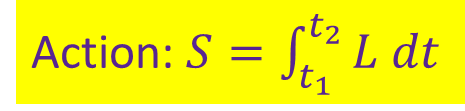 Action: 𝑆 = ∫_{t₁}^{t₂} 𝐿 𝑑𝑡